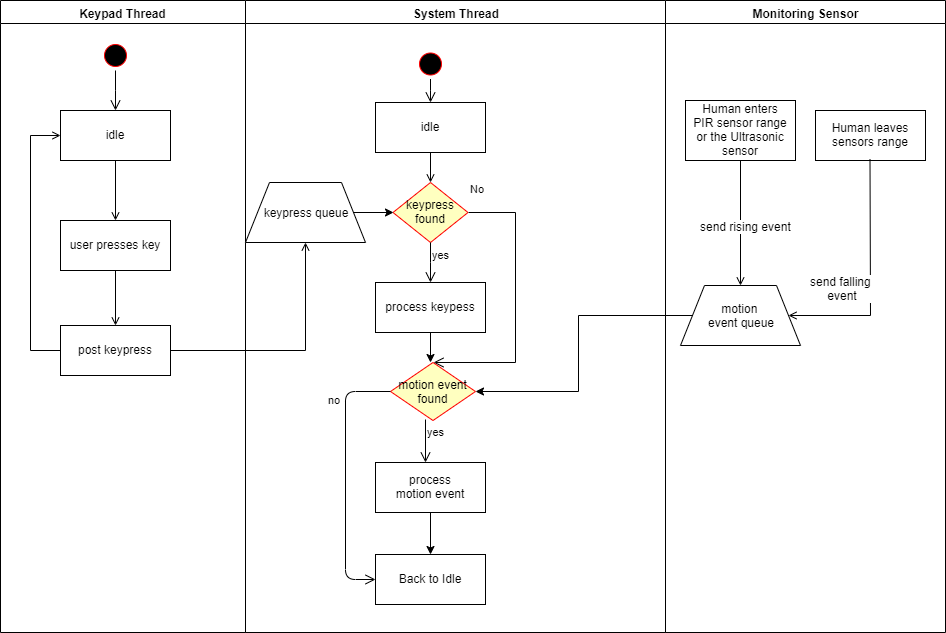 Keypad Thread
System Thread
Monitoring Sensor
idle
user presses key
post keypress
idle
keypress queue
keypress
found
No
yes
process keypess
motion event
found
no
yes
process
motion event
Back to Idle
Human enters
PIR sensor range
or the Ultrasonic
sensor
Human leaves
sensors range
send rising event
send falling
event
motion
event queue